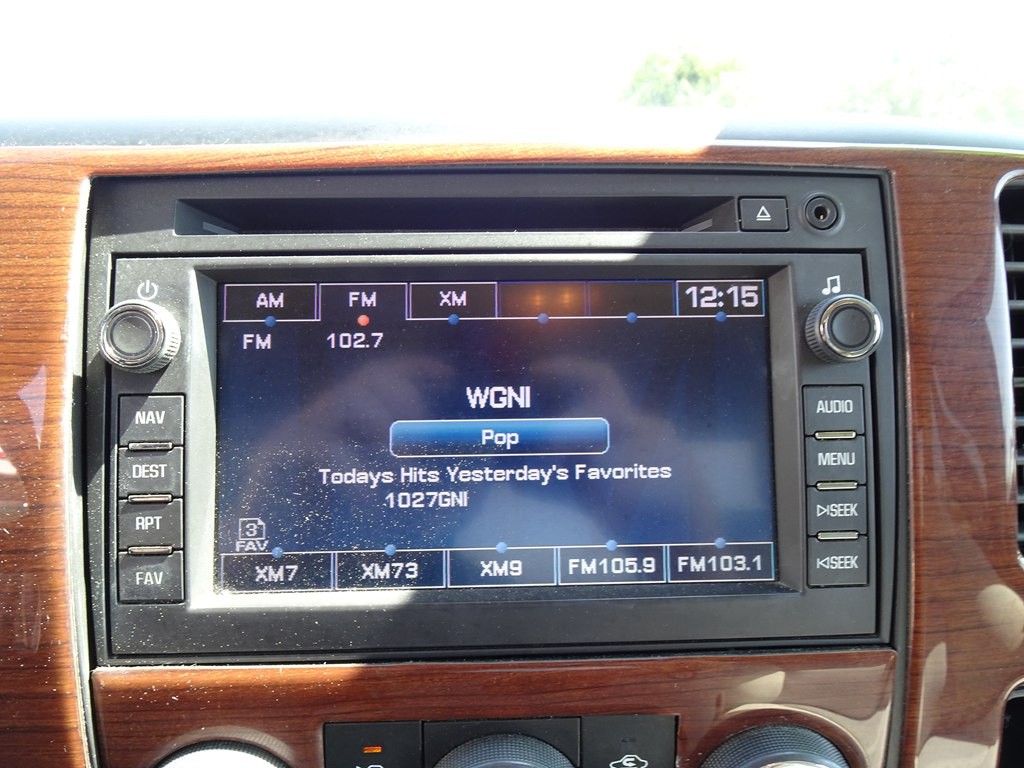 AM FM XM 12:15
FM 102.7
WGNI
Pop
Todays Hits Yesterday's Favorites
1027GNI
3
FAV
XM7 XM73 XM9 FM105.9 FM103.1
NAV
DEST
RPT
FAV
AUDIO
MENU
SEEK
SEEK